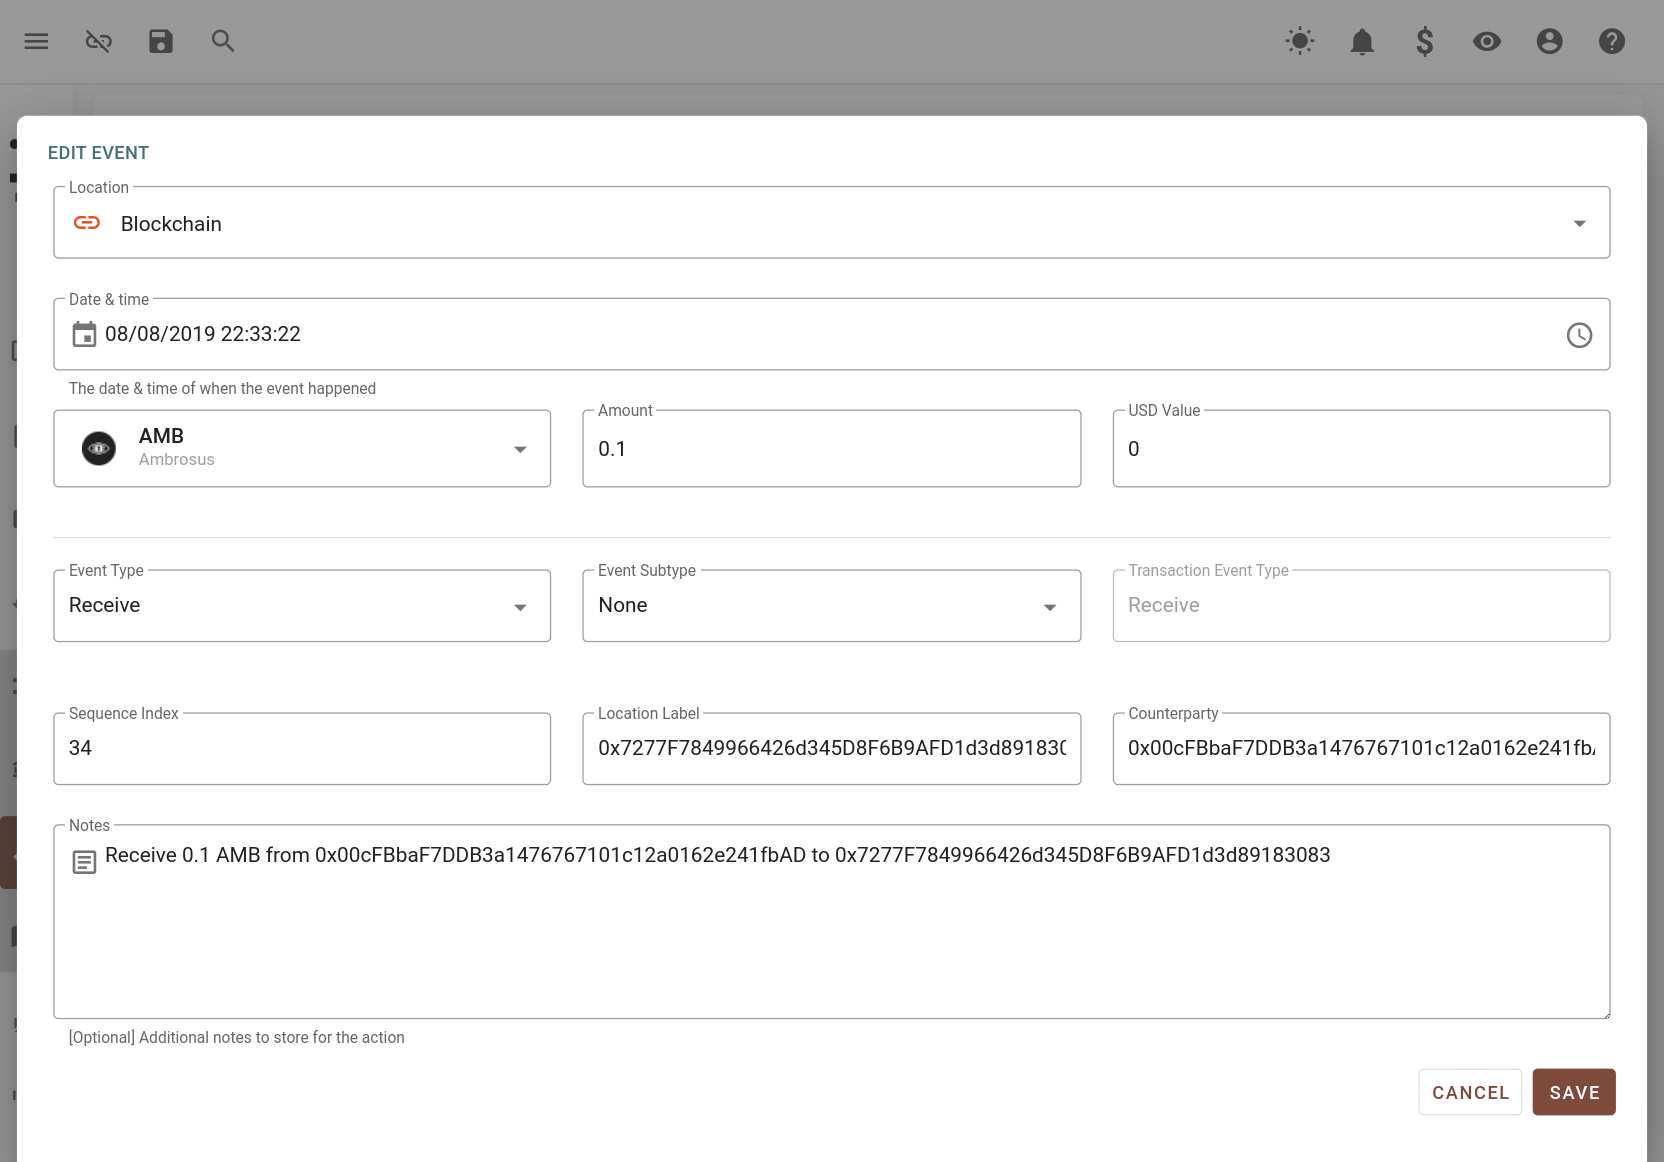 EDIT EVENT
Location
Blockchain
Date & time
08/08/2019 22:33:22
The date & time of when the event happened
AMB
Ambrosus
Amount
0.1
USD Value
0
Event Type
Receive
Event Subtype
None
Transaction Event Type
Receive
Sequence Index
34
Location Label
0x7277F7849966426d345D8F6B9AFD1d3d891830
Counterparty
0x00cFBbaF7DDB3a1476767101c12a0162e241fb
Notes
Receive 0.1 AMB from 0x00cFBbaF7DDB3a1476767101c12a0162e241fbAD to 0x7277F7849966426d345D8F6B9AFD1d3d89183083
[Optional] Additional notes to store for the action
CANCEL
SAVE